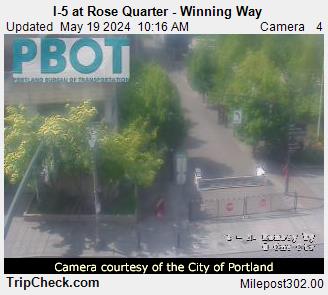 I-5 at Rose Quarter - Winning Way
Updated May 19 2024 10:16 AM Camera 4
PBOT
PORTLAND BUREAU OF TRANSPORTATION
Camera courtesy of the City of Portland
TripCheck.com Milepost302.00